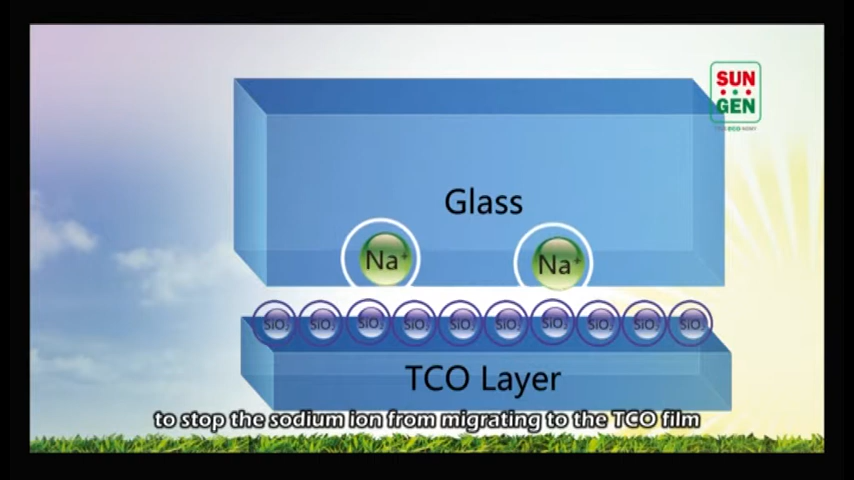 SUN
GEN
Glass
Na+
Na+
SiO₂ SiO₂ SiO₂ SiO₂ SiO₂ SiO₂ SiO₂ SiO₂ SiO₂ SiO₂
TCO Layer
to stop the sodium ion from migrating to the TCO film